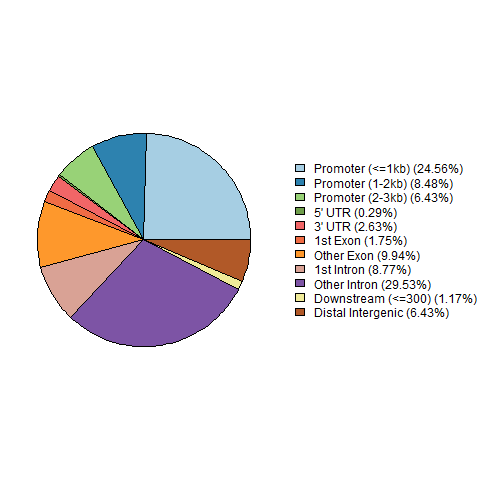 Promoter (<=1kb) (24.56%)
Promoter (1-2kb) (8.48%)
Promoter (2-3kb) (6.43%)
5' UTR (0.29%)
3' UTR (2.63%)
1st Exon (1.75%)
Other Exon (9.94%)
1st Intron (8.77%)
Other Intron (29.53%)
Downstream (<=300) (1.17%)
Distal Intergenic (6.43%)